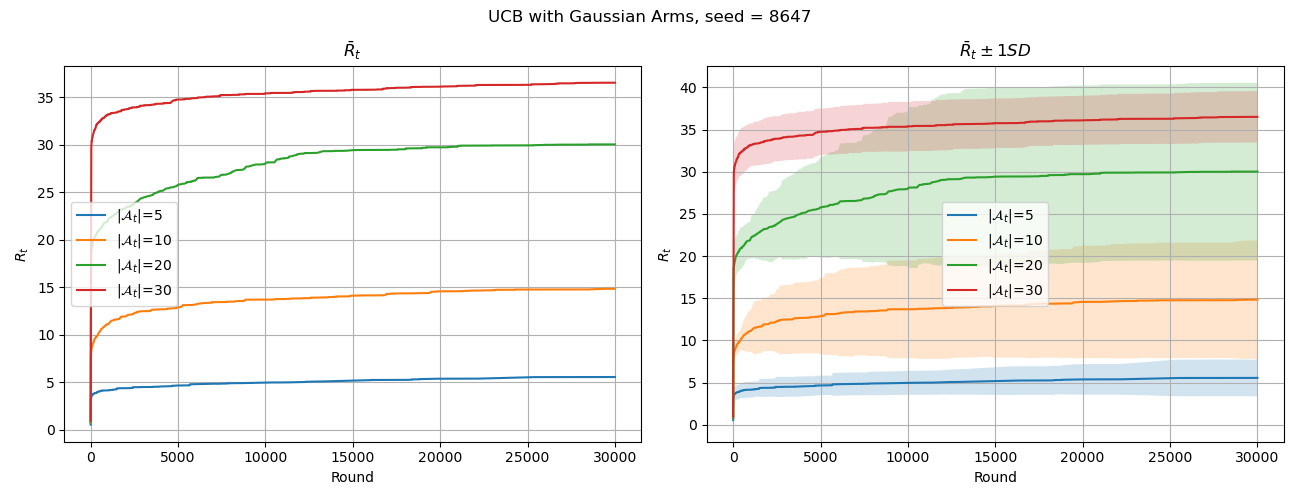 UCB with Gaussian Arms, seed = 8647
R̄ₜ
35
30
25
20
15
10
5
0
Rₜ
|𝒜ₜ|=5
|𝒜ₜ|=10
|𝒜ₜ|=20
|𝒜ₜ|=30
0 5000 10000 15000 20000 25000 30000
Round
R̄ₜ ± 1SD
40
35
30
25
20
15
10
5
0
Rₜ
|𝒜ₜ|=5
|𝒜ₜ|=10
|𝒜ₜ|=20
|𝒜ₜ|=30
0 5000 10000 15000 20000 25000 30000
Round